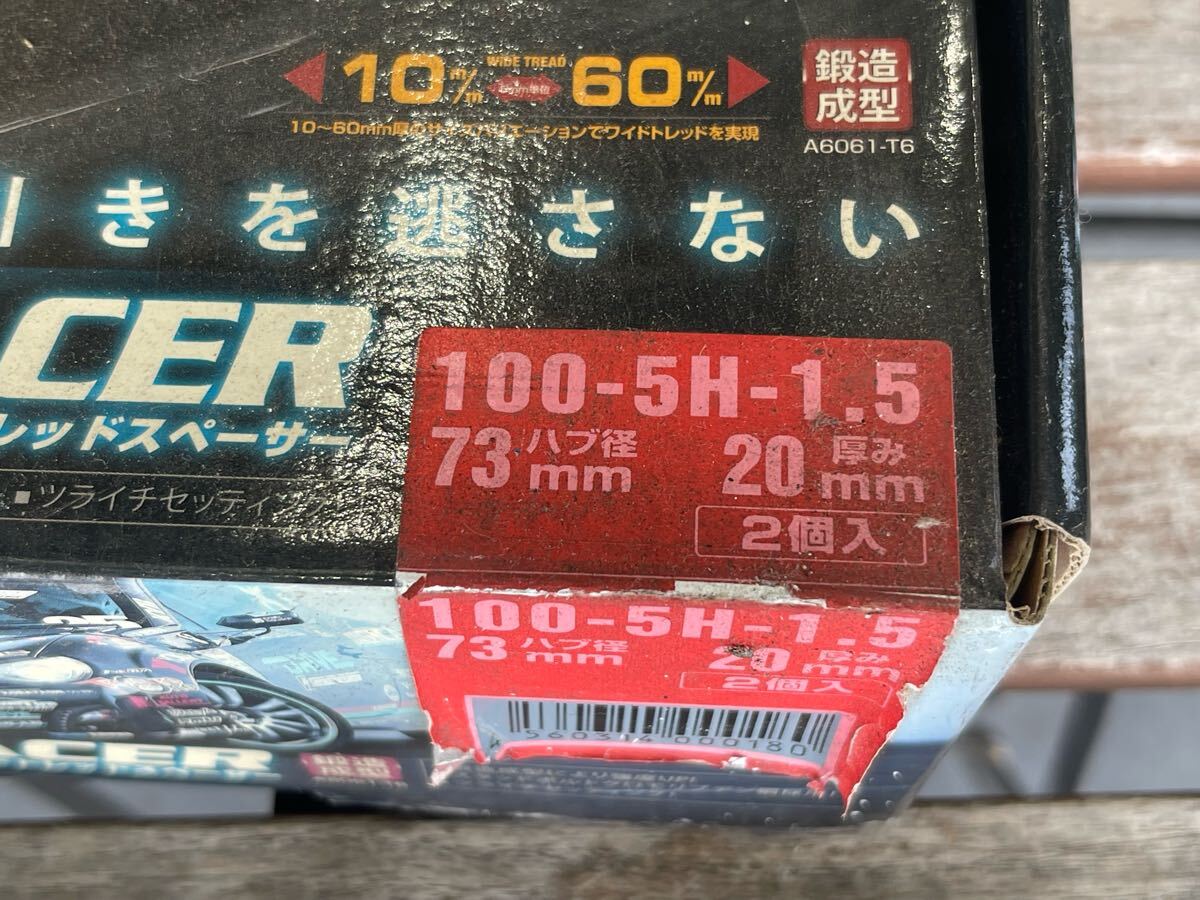 10m/m WIDE TREAD 60m/m
鍛造
成型
10〜60mm厚のサイズバリエーションでワイドトレッドを実現
A6061-T6
きを逃さない
CER
レッドスペーサー
■ツライチセッティング
100-5H-1.5
73 ハブ径 mm 20 厚み mm
2個入
100-5H-1.5
73 ハブ径 mm 20 厚み mm
2個入
ACER
鍛造
成型